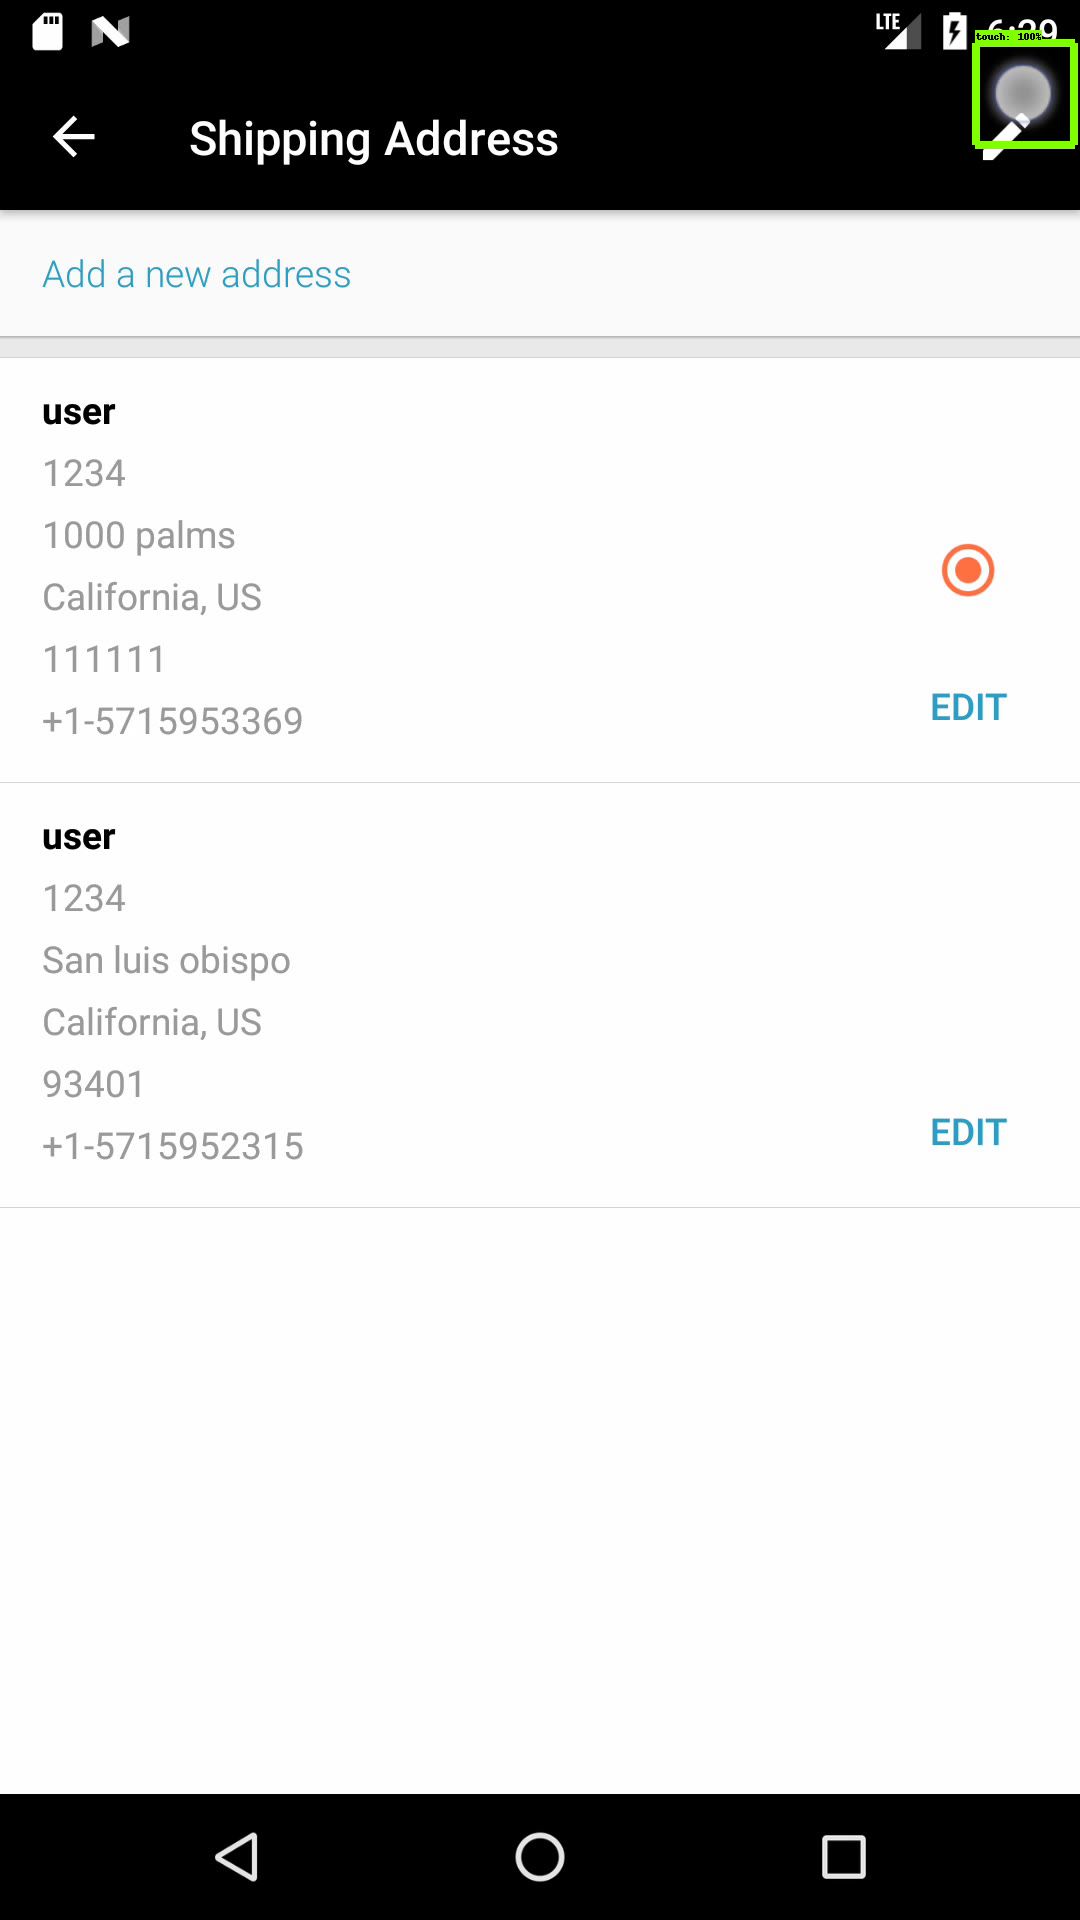 LTE 6:29
touch: 100%
Shipping Address
Add a new address
user
1234
1000 palms
California, US
111111
+1-5715953369
EDIT
user
1234
San luis obispo
California, US
93401
+1-5715952315
EDIT